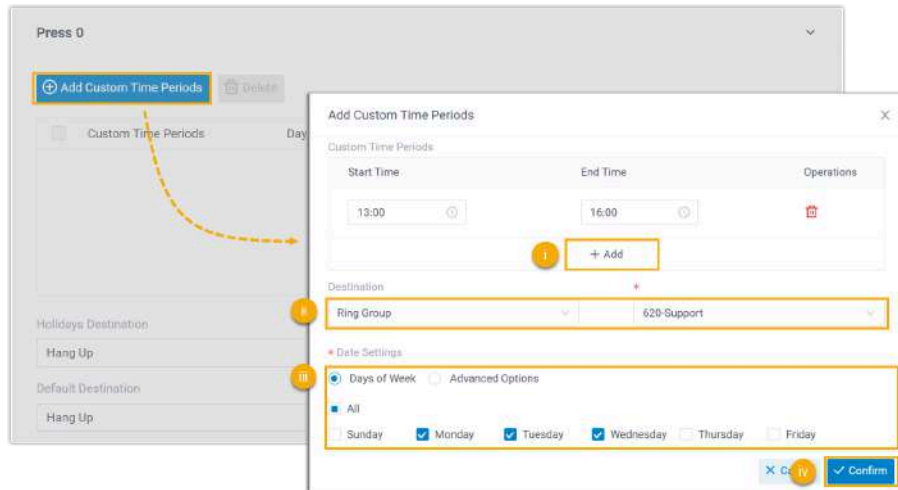 Press 0
Add Custom Time Periods Delete
Custom Time Periods Day
Holidays Destination
Hang Up
Default Destination
Hang Up
Add Custom Time Periods
Custom Time Periods
Start Time End Time Operations
13:00 16:00
i + Add
Destination *
ii Ring Group 620-Support
* Date Settings
iii Days of Week Advanced Options
All
Sunday Monday Tuesday Wednesday Thursday Friday
iv Confirm